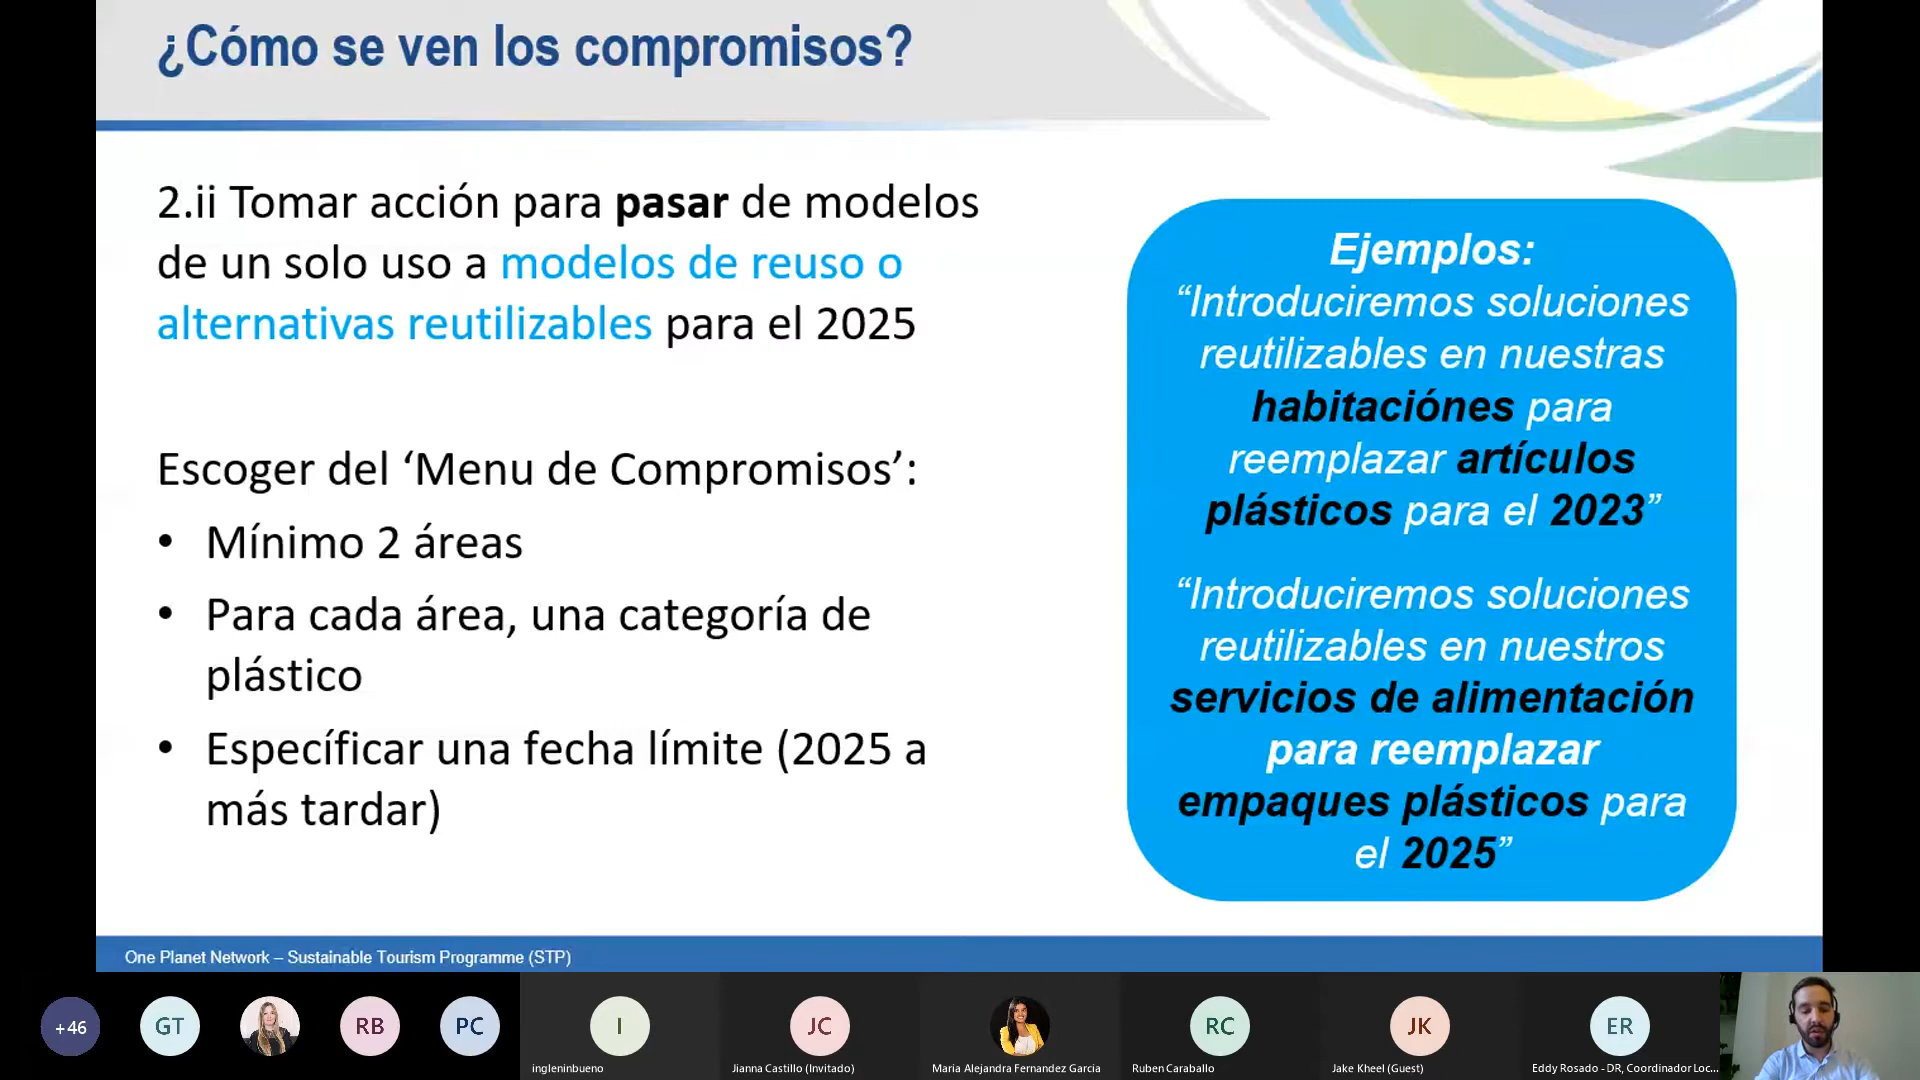 ¿Cómo se ven los compromisos?
2.ii Tomar acción para pasar de modelos
de un solo uso a modelos de reuso o
alternativas reutilizables para el 2025
Escoger del ‘Menu de Compromisos’:
• Mínimo 2 áreas
• Para cada área, una categoría de
plástico
• Específicar una fecha límite (2025 a
más tardar)
Ejemplos:
“Introduciremos soluciones
reutilizables en nuestras
habitaciónes para
reemplazar artículos
plásticos para el 2023”
“Introduciremos soluciones
reutilizables en nuestros
servicios de alimentación
para reemplazar
empaques plásticos para
el 2025”
One Planet Network – Sustainable Tourism Programme (STP)
+46
GT
RB
PC
I
ingleninbueno
JC
Jianna Castillo (Invitado)
Maria Alejandra Fernandez Garcia
RC
Ruben Caraballo
JK
Jake Kheel (Guest)
ER
Eddy Rosado - DR, Coordinador Loc...